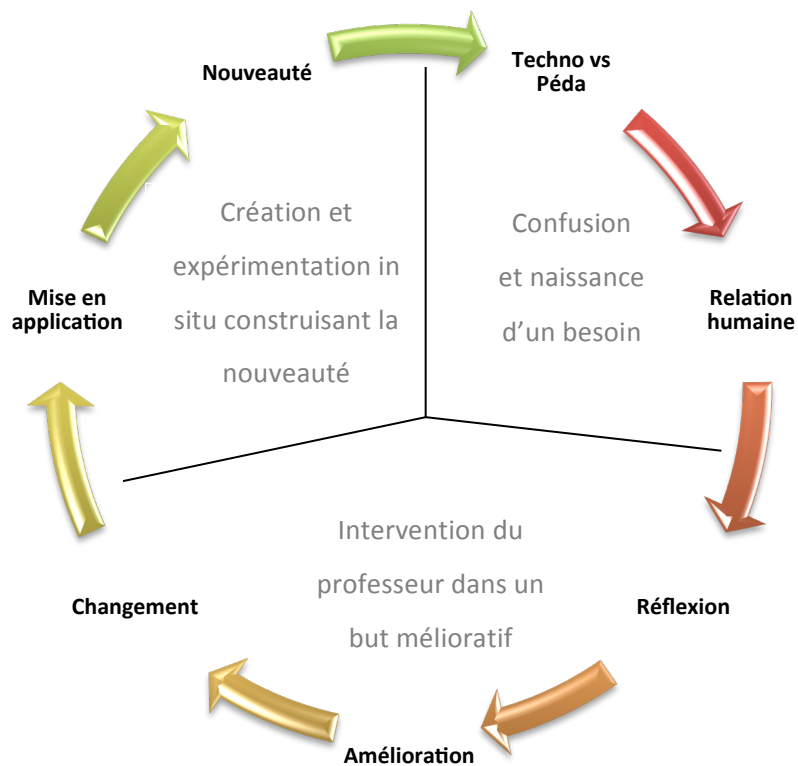 Nouveauté
Techno vs
Péda
Relation
humaine
Réflexion
Amélioration
Changement
Mise en
application
Création et
expérimentation in
situ construisant la
nouveauté
Confusion
et naissance
d'un besoin
Intervention du
professeur dans un
but mélioratif